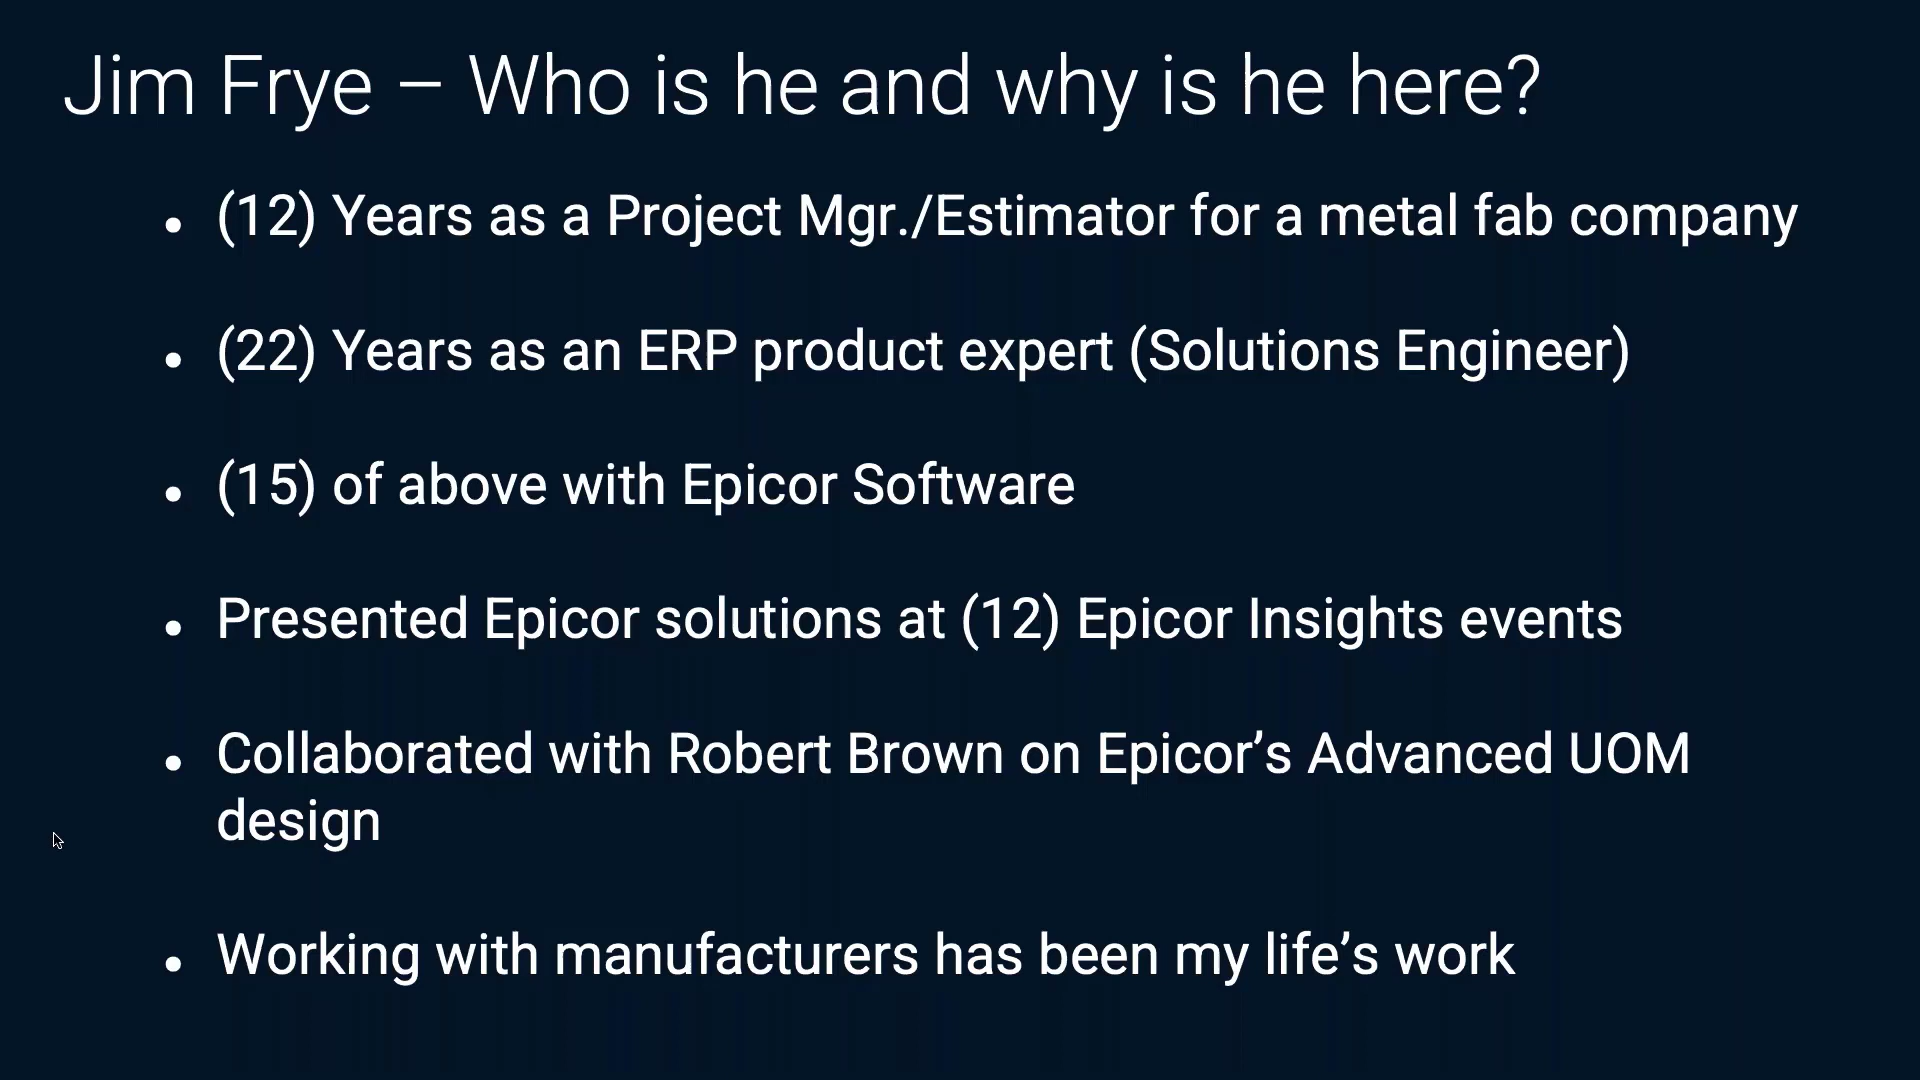 Jim Frye – Who is he and why is he here?
• (12) Years as a Project Mgr./Estimator for a metal fab company
• (22) Years as an ERP product expert (Solutions Engineer)
• (15) of above with Epicor Software
• Presented Epicor solutions at (12) Epicor Insights events
• Collaborated with Robert Brown on Epicor’s Advanced UOM
design
• Working with manufacturers has been my life’s work